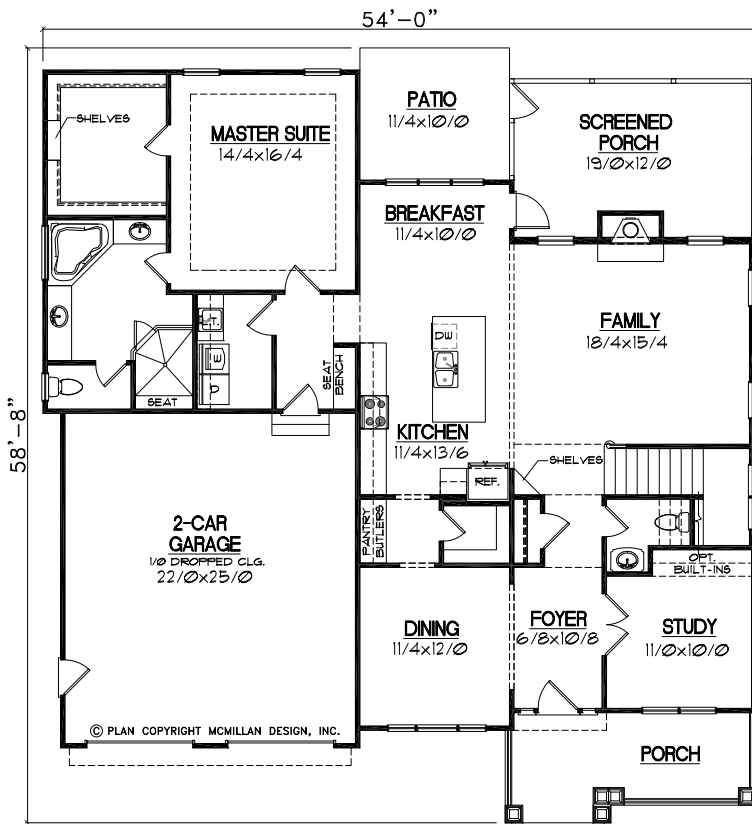 54'-0"
PATIO
11/4x10/0
SHELVES
MASTER SUITE
14/4x16/4
SCREENED
PORCH
19/0x12/0
BREAKFAST
11/4x10/0
FAMILY
18/4x15/4
L.T.
W
D
DW
SEAT
BENCH
SEAT
58'-8"
KITCHEN
11/4x13/6
SHELVES
REF.
2-CAR
GARAGE
1/0 DROPPED CLG.
22/0x25/0
PANTRY
BUTLERS
OPT.
BUILT-INS
DINING
11/4x12/0
FOYER
6/8x10/8
STUDY
11/0x10/0
© PLAN COPYRIGHT MCMILLAN DESIGN, INC.
PORCH